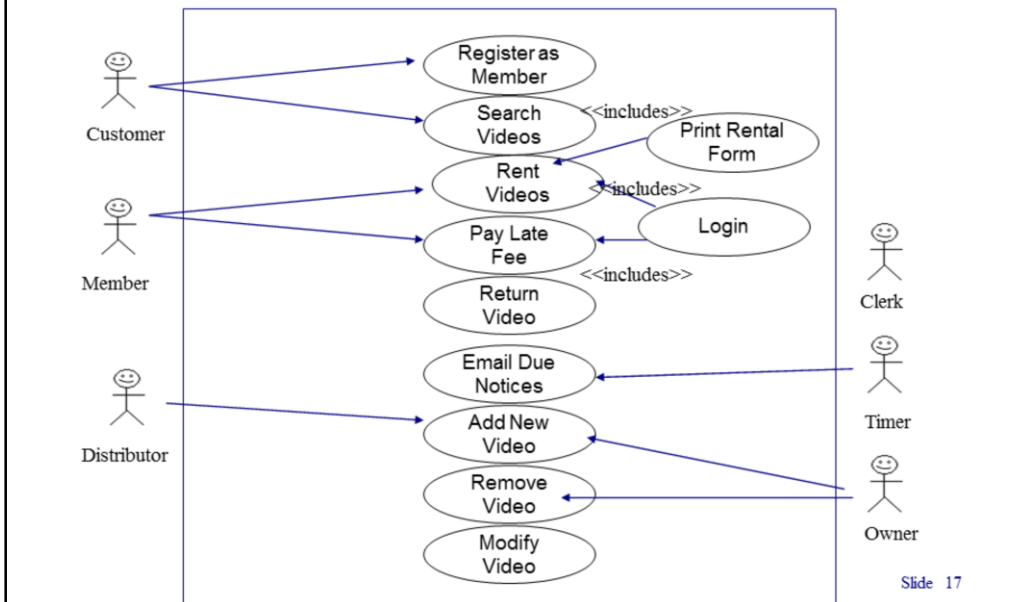 Register as
Member
Customer
Search
Videos
<<includes>>
Print Rental
Form
Rent
Videos
<<includes>>
Member
Pay Late
Fee
Login
<<includes>>
Clerk
Return
Video
Email Due
Notices
Timer
Distributor
Add New
Video
Remove
Video
Owner
Modify
Video
Slide 17